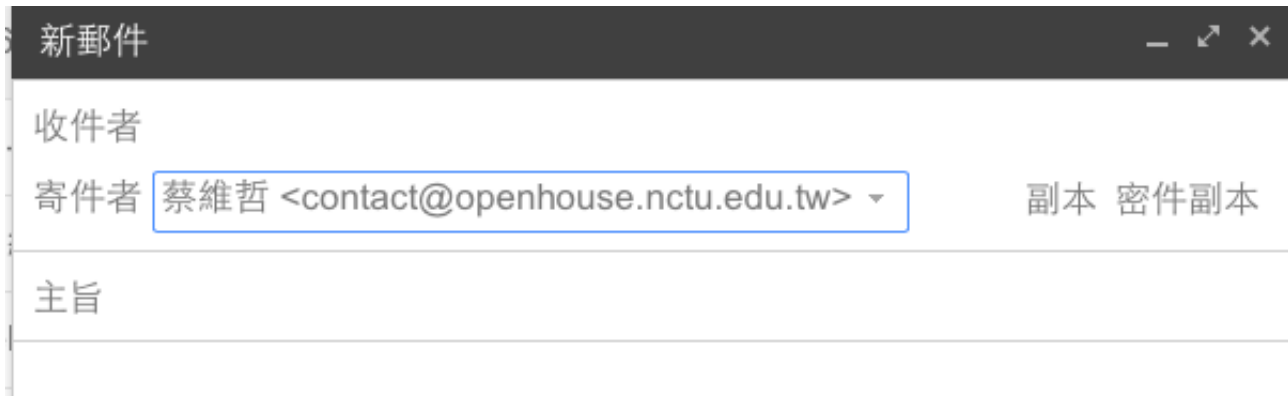 新郵件
收件者
寄件者 蔡維哲 <contact@openhouse.nctu.edu.tw> 副本 密件副本
主旨